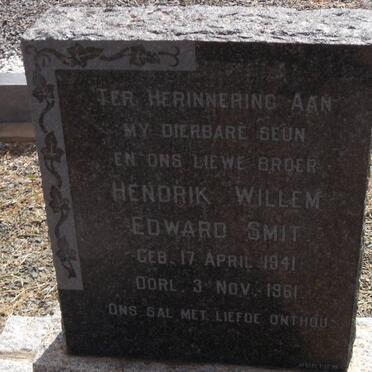 TER HERINNERING AAN
MY DIERBARE SEUN
EN ONS LIEWE BROER
HENDRIK WILLEM
EDWARD SMIT
GEB. 17 APRIL 1941
OORL. 3 NOV. 1961
ONS SAL MET LIEFDE ONTHOU